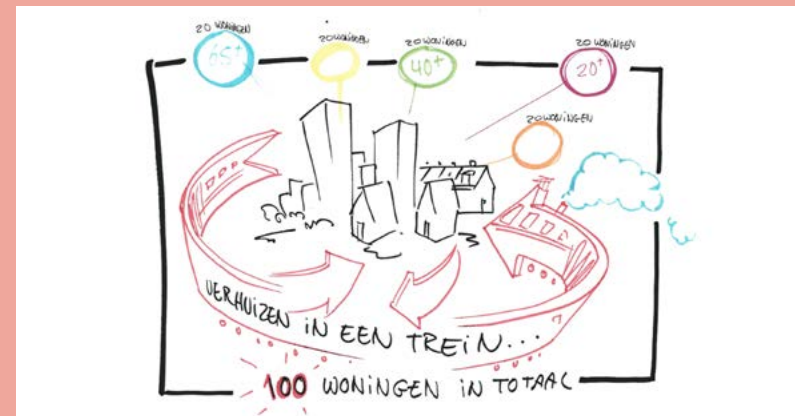 20 WONINGEN
65+
20 WONINGEN
20 WONINGEN
40+
20 WONINGEN
20+
20 WONINGEN
VERHUIZEN IN EEN TREIN...
100 WONINGEN IN TOTAAL